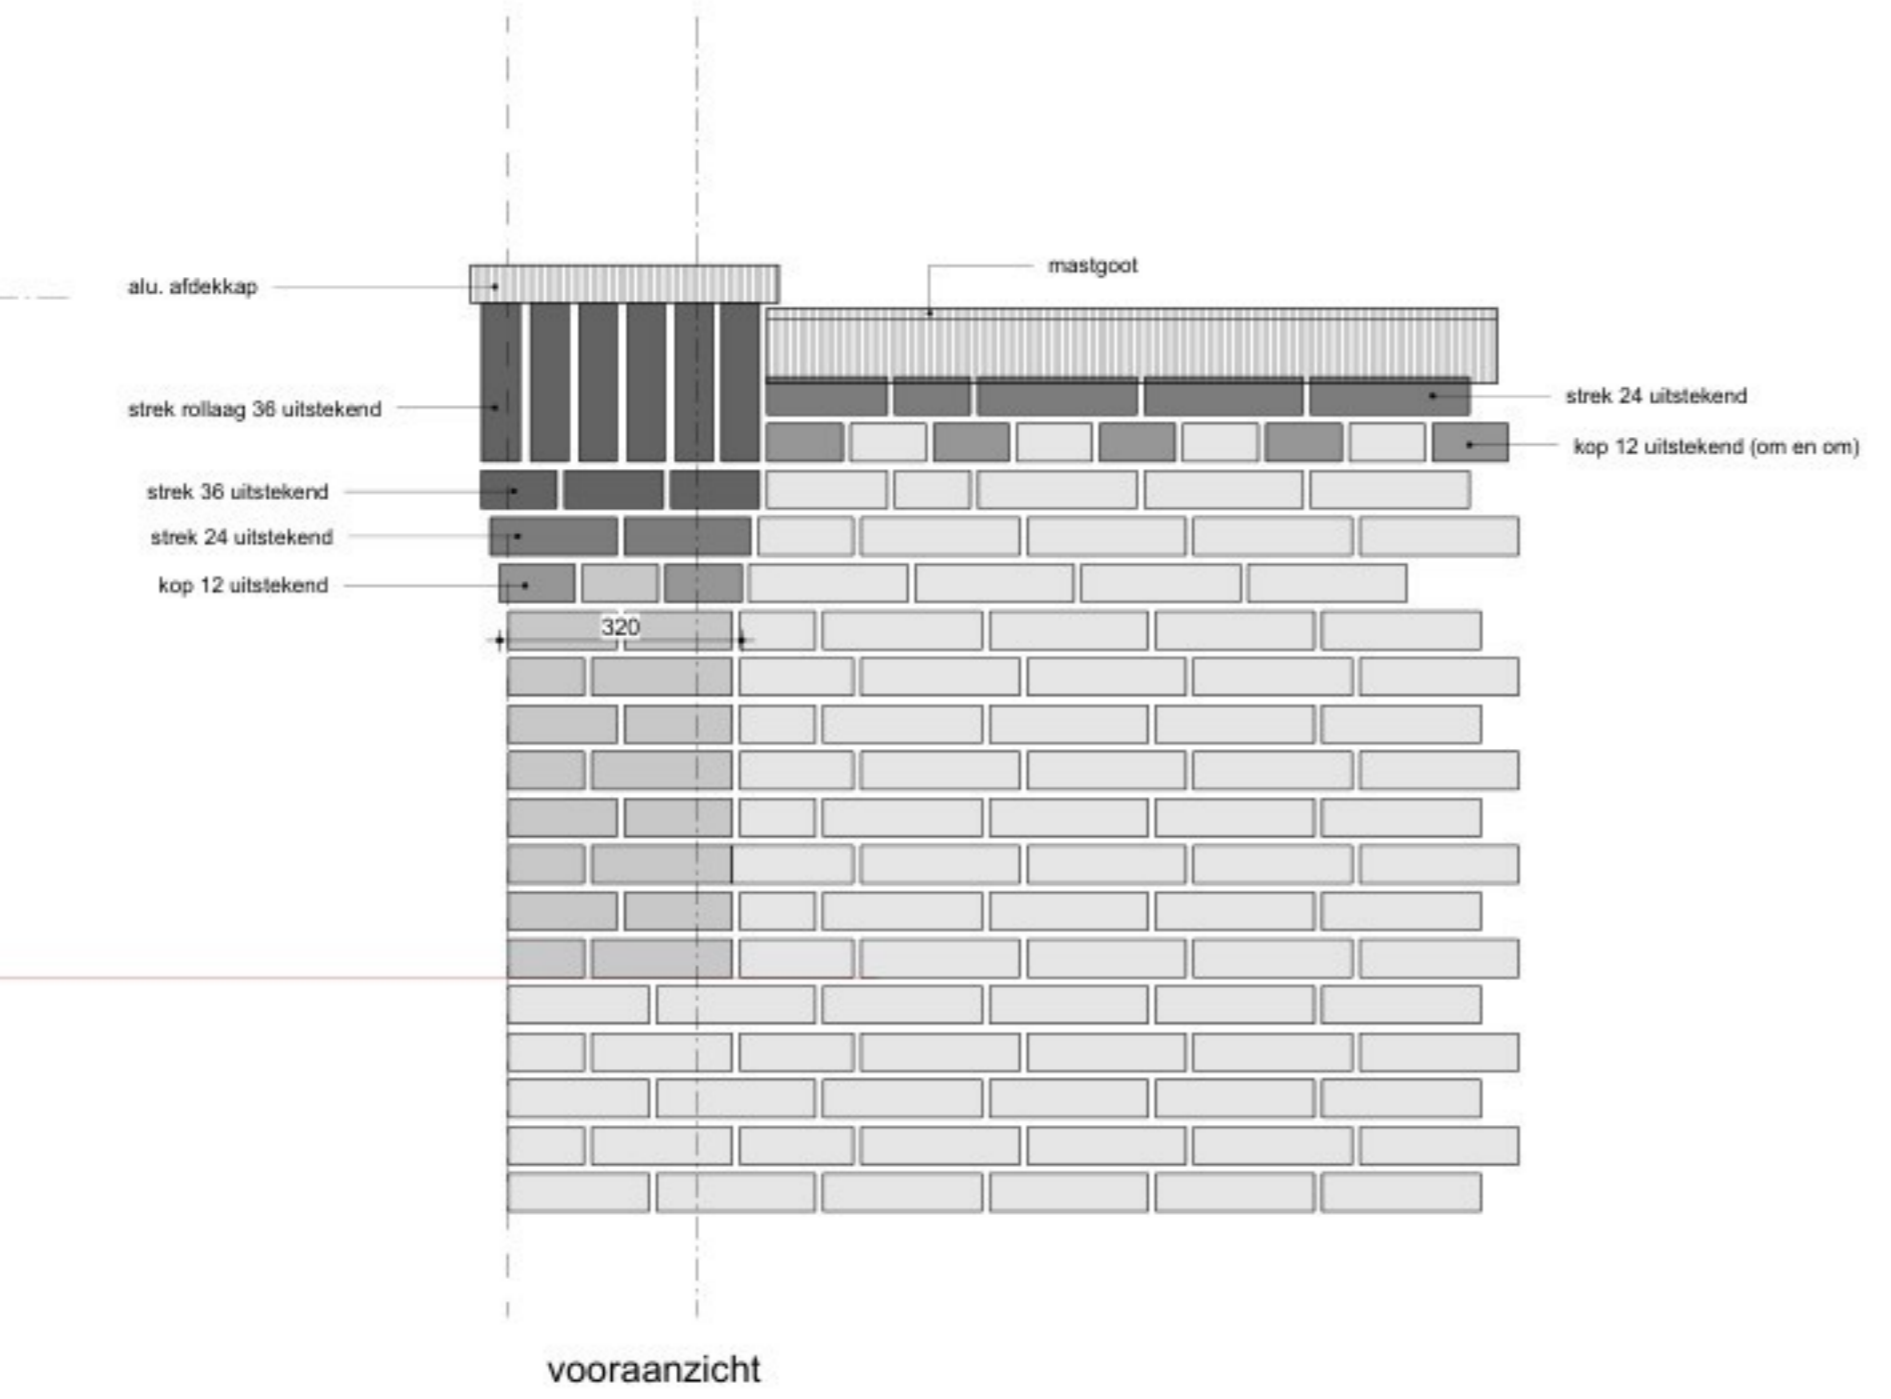 mastgoot
alu. afdekkap
strek 24 uitstekend
strek rollaag 36 uitstekend
kop 12 uitstekend (om en om)
strek 36 uitstekend
strek 24 uitstekend
kop 12 uitstekend
320
vooraanzicht